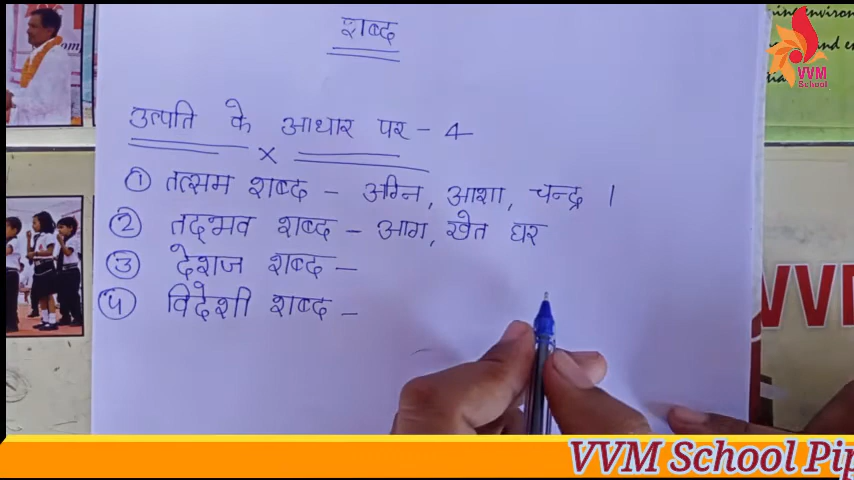 शब्द
उत्पति के आधार पर - 4
① तत्सम शब्द - अग्नि, आशा, चन्द्र ।
② तद्भव शब्द - आग, खेत घर
③ देशज शब्द -
④ विदेशी शब्द -
VVM
School
VVM
VVM School Pip